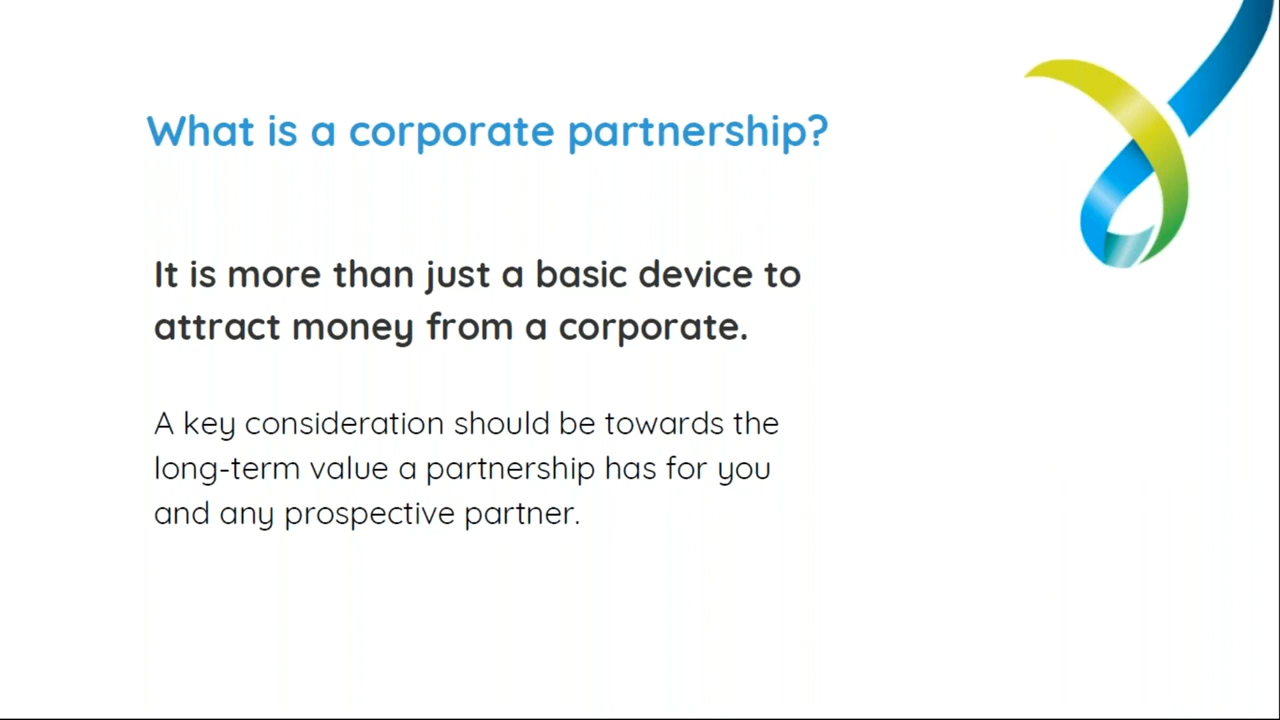 What is a corporate partnership?
It is more than just a basic device to
attract money from a corporate.
A key consideration should be towards the
long-term value a partnership has for you
and any prospective partner.